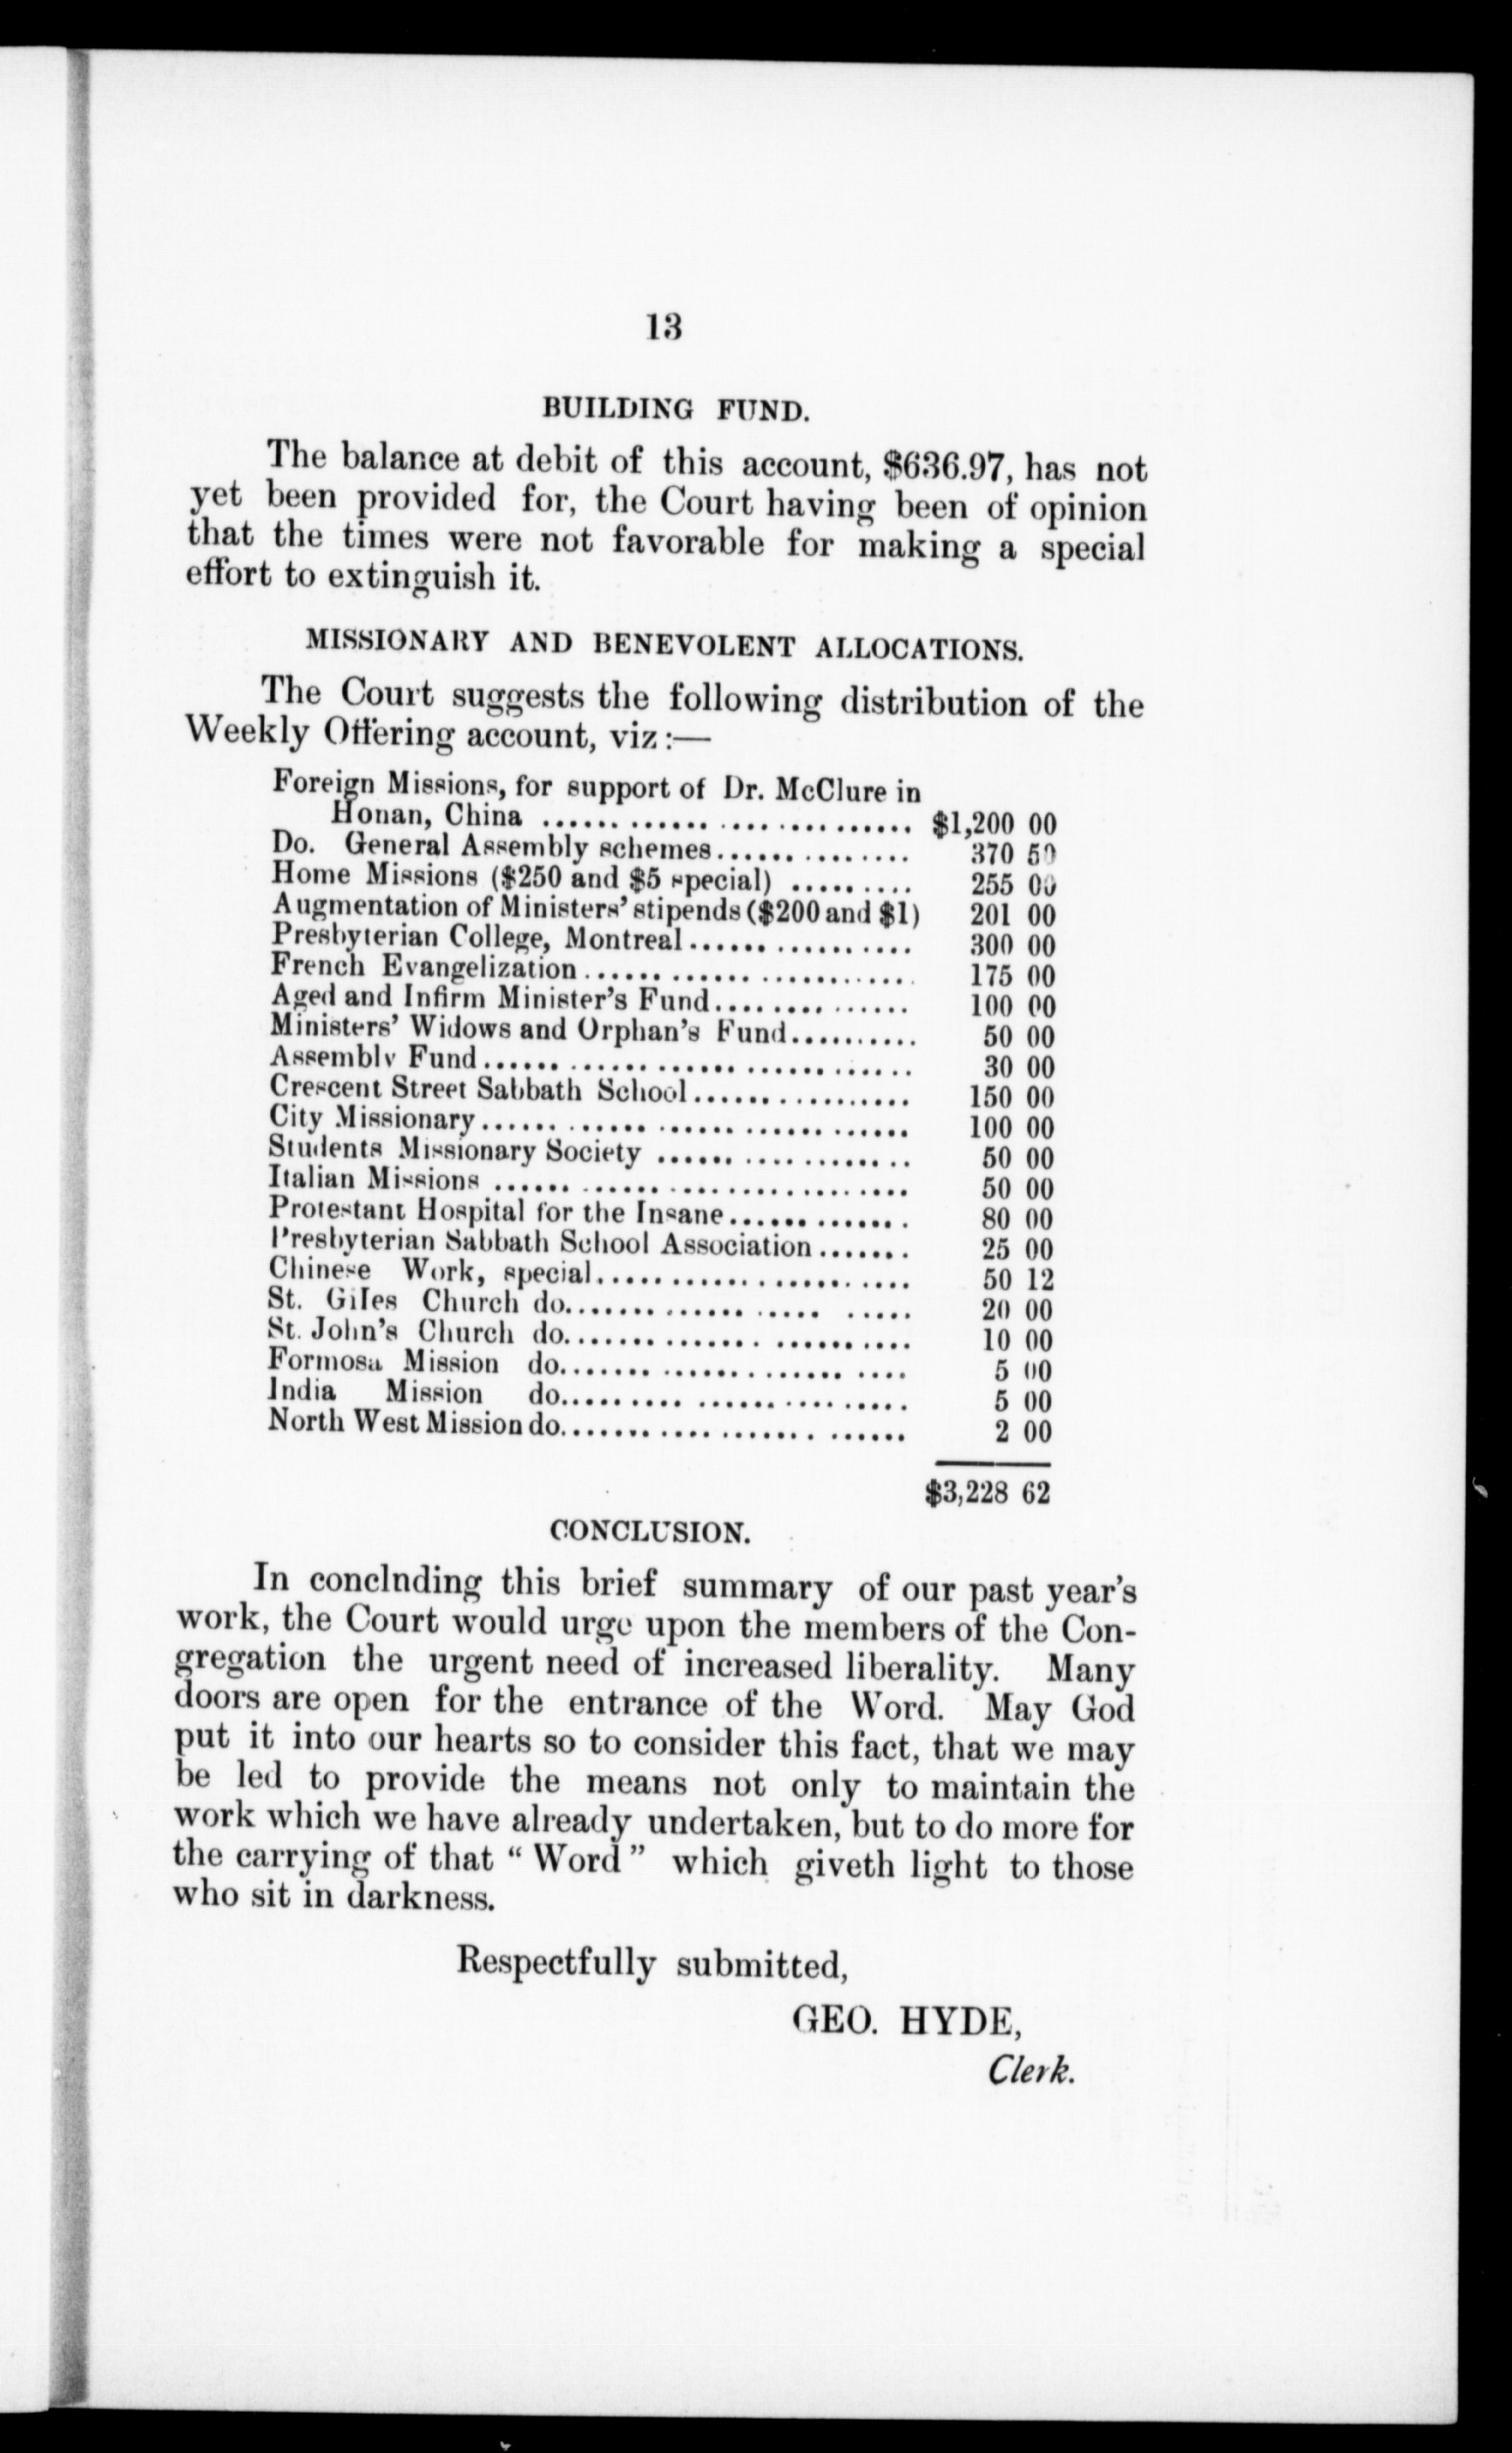 13
BUILDING FUND.
The balance at debit of this account, $636.97, has not
yet been provided for, the Court having been of opinion
that the times were not favorable for making a special
effort to extinguish it.
MISSIONARY AND BENEVOLENT ALLOCATIONS.
The Court suggests the following distribution of the
Weekly Offering account, viz:—
Foreign Missions, for support of Dr. McClure in
Honan, China .................................... $1,200 00
Do. General Assembly schemes............... 370 50
Home Missions ($250 and $5 special) ......... 255 00
Augmentation of Ministers' stipends ($200 and $1) 201 00
Presbyterian College, Montreal................. 300 00
French Evangelization........................ 175 00
Aged and Infirm Minister's Fund............... 100 00
Ministers' Widows and Orphan's Fund.......... 50 00
Assembly Fund.............................. 30 00
Crescent Street Sabbath School................. 150 00
City Missionary.............................. 100 00
Students Missionary Society .................. 50 00
Italian Missions .............................. 50 00
Protestant Hospital for the Insane............. 80 00
Presbyterian Sabbath School Association....... 25 00
Chinese Work, special........................ 50 12
St. Giles Church do........................ 20 00
St. John's Church do........................ 10 00
Formosa Mission do........................ 5 00
India Mission do........................ 5 00
North West Mission do........................ 2 00
$3,228 62
CONCLUSION.
In conclnding this brief summary of our past year's
work, the Court would urge upon the members of the Con-
gregation the urgent need of increased liberality. Many
doors are open for the entrance of the Word. May God
put it into our hearts so to consider this fact, that we may
be led to provide the means not only to maintain the
work which we have already undertaken, but to do more for
the carrying of that "Word" which giveth light to those
who sit in darkness.
Respectfully submitted,
GEO. HYDE,
Clerk.